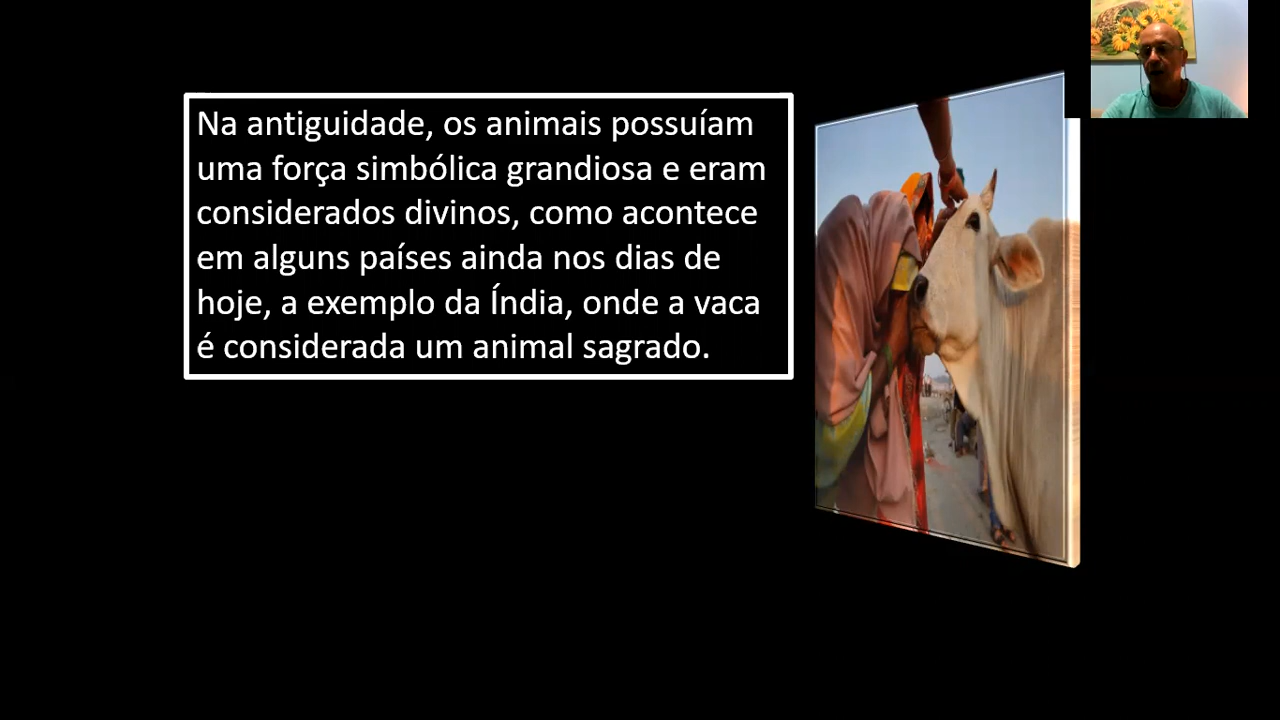 Na antiguidade, os animais possuíam
uma força simbólica grandiosa e eram
considerados divinos, como acontece
em alguns países ainda nos dias de
hoje, a exemplo da Índia, onde a vaca
é considerada um animal sagrado.